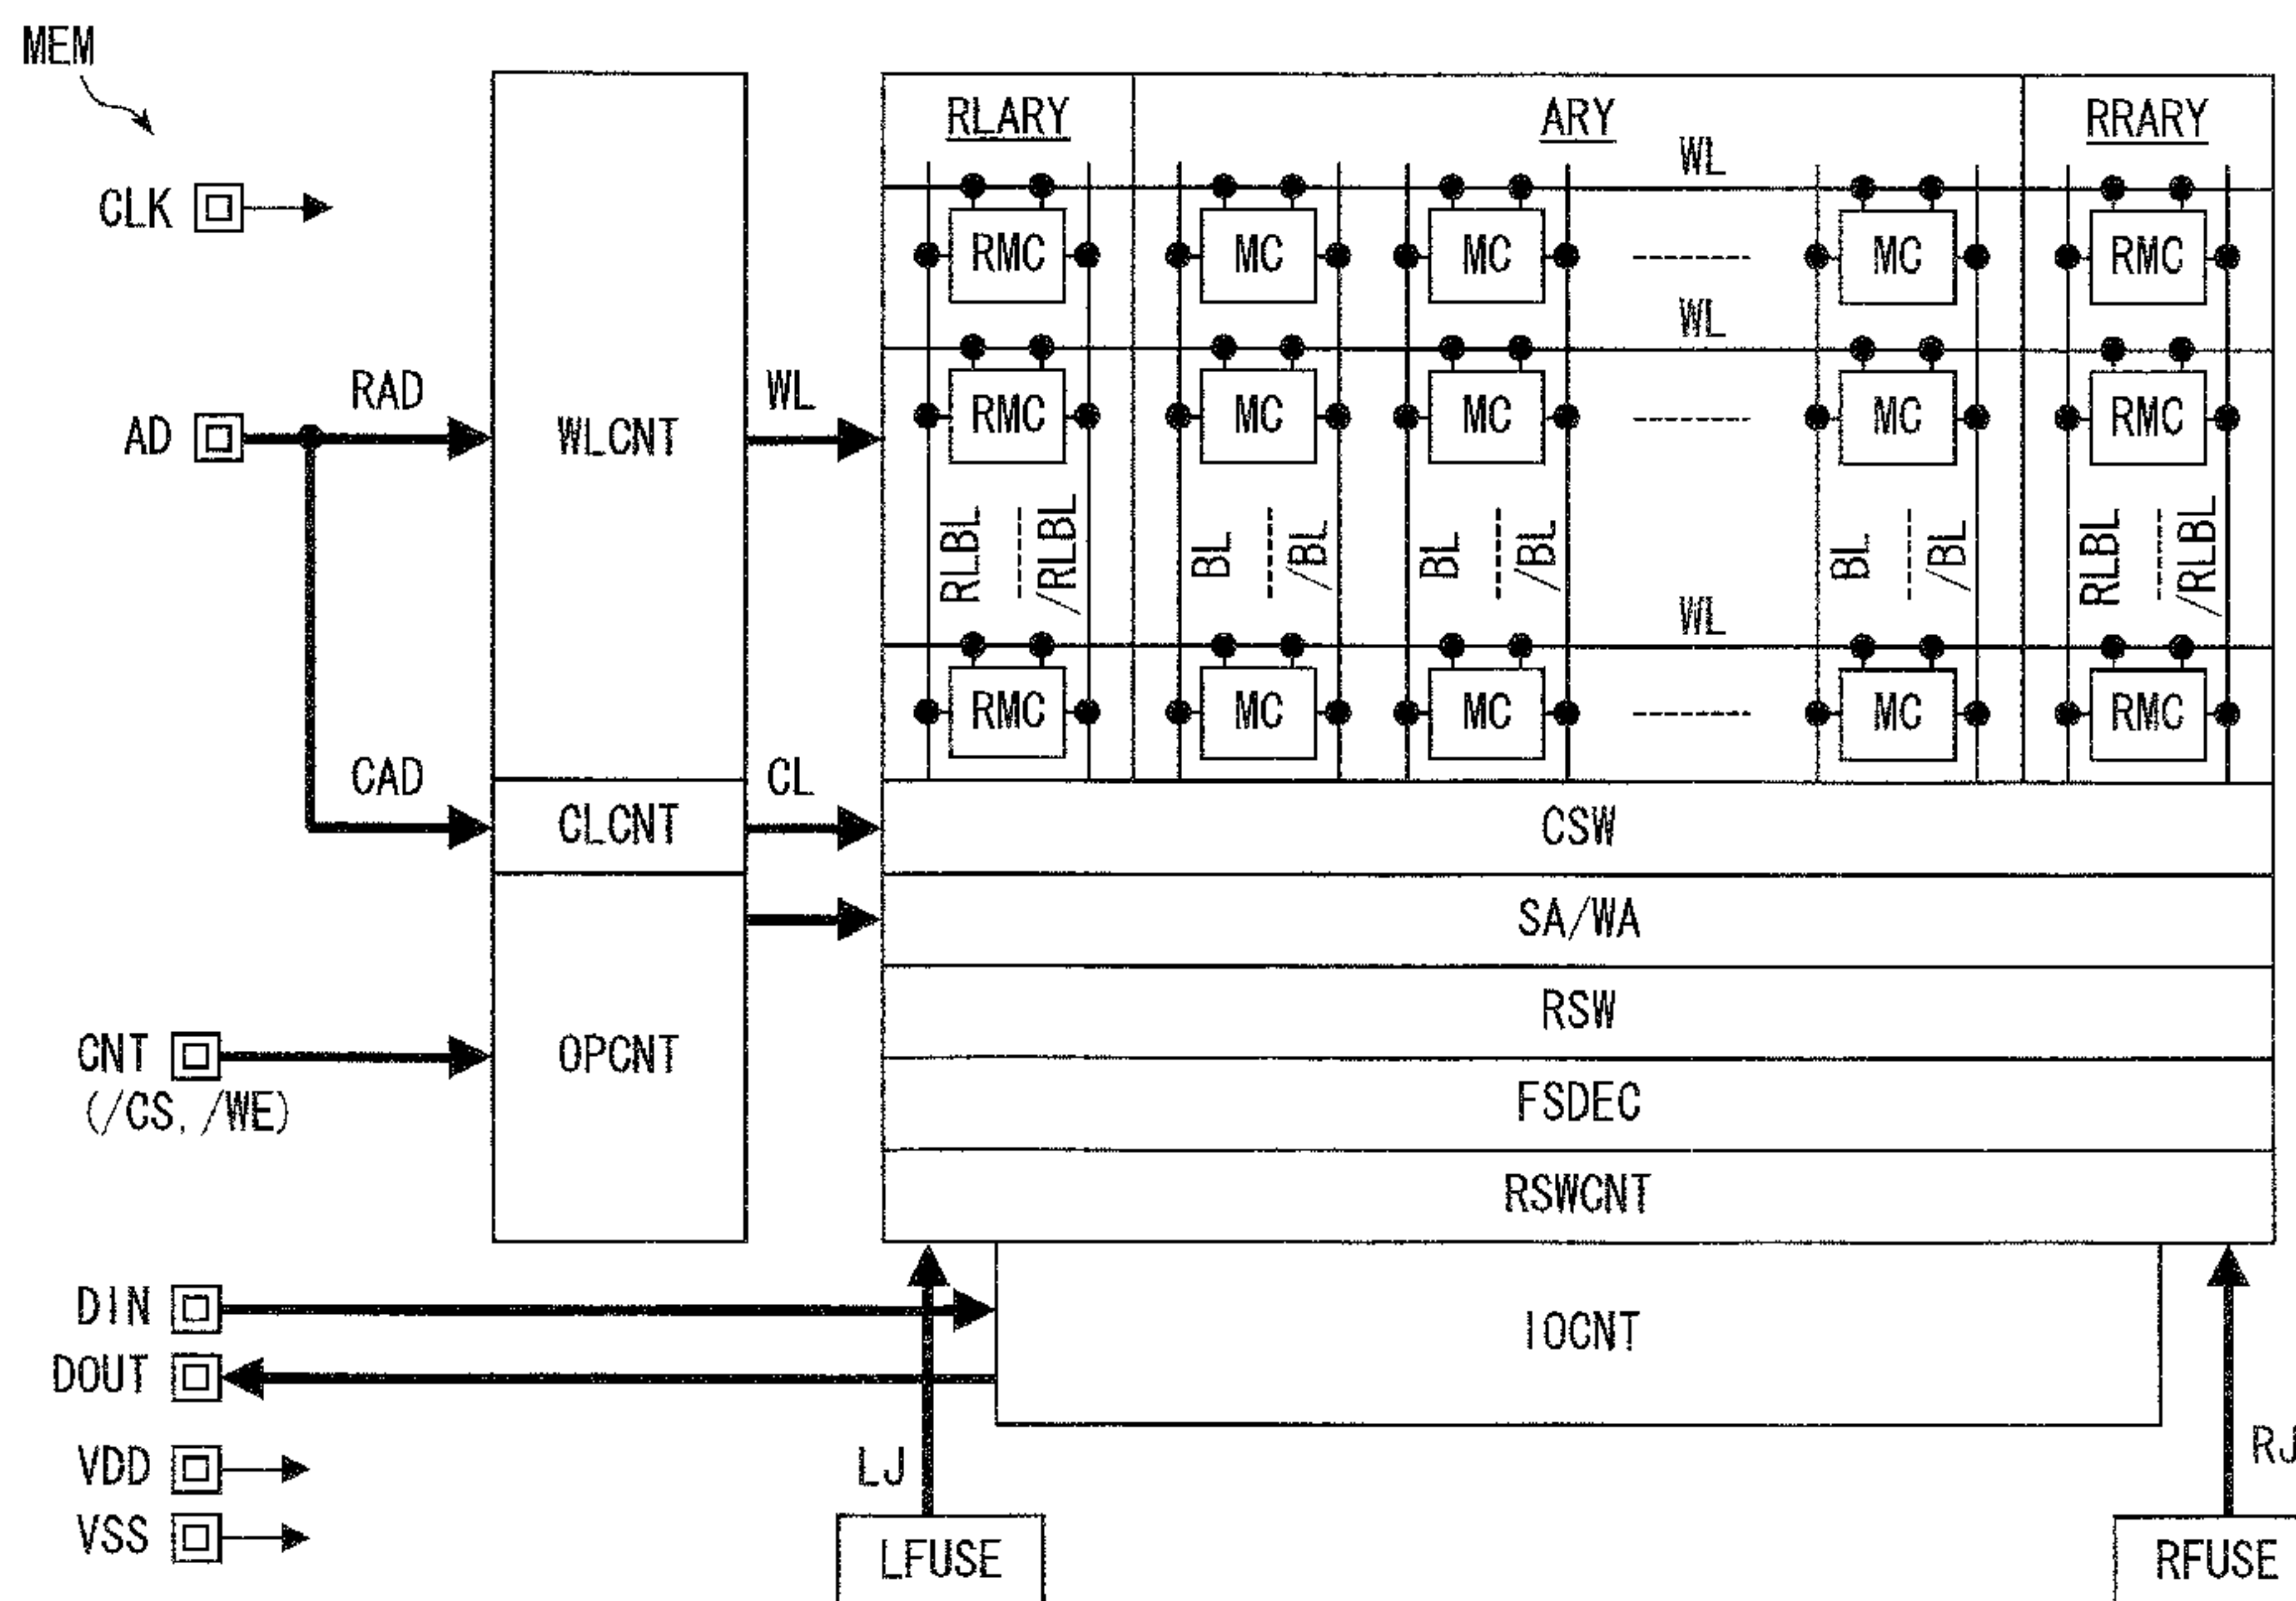 MEM
RLARY ARY RRARY
WL
CLK
RMC MC MC MC RMC
WL
RAD WL
AD WLCNT
RMC MC MC MC RMC
RLBL /RLBL BL /BL BL /BL BL /BL RLBL /RLBL
WL
RMC MC MC MC RMC
CAD CL
CLCNT CSW
SA/WA
RSW
CNT OPCNT
(/CS, /WE)
FSDEC
RSWCNT
DIN
IOCNT
DOUT
VDD LJ RJ
VSS
LFUSE RFUSE